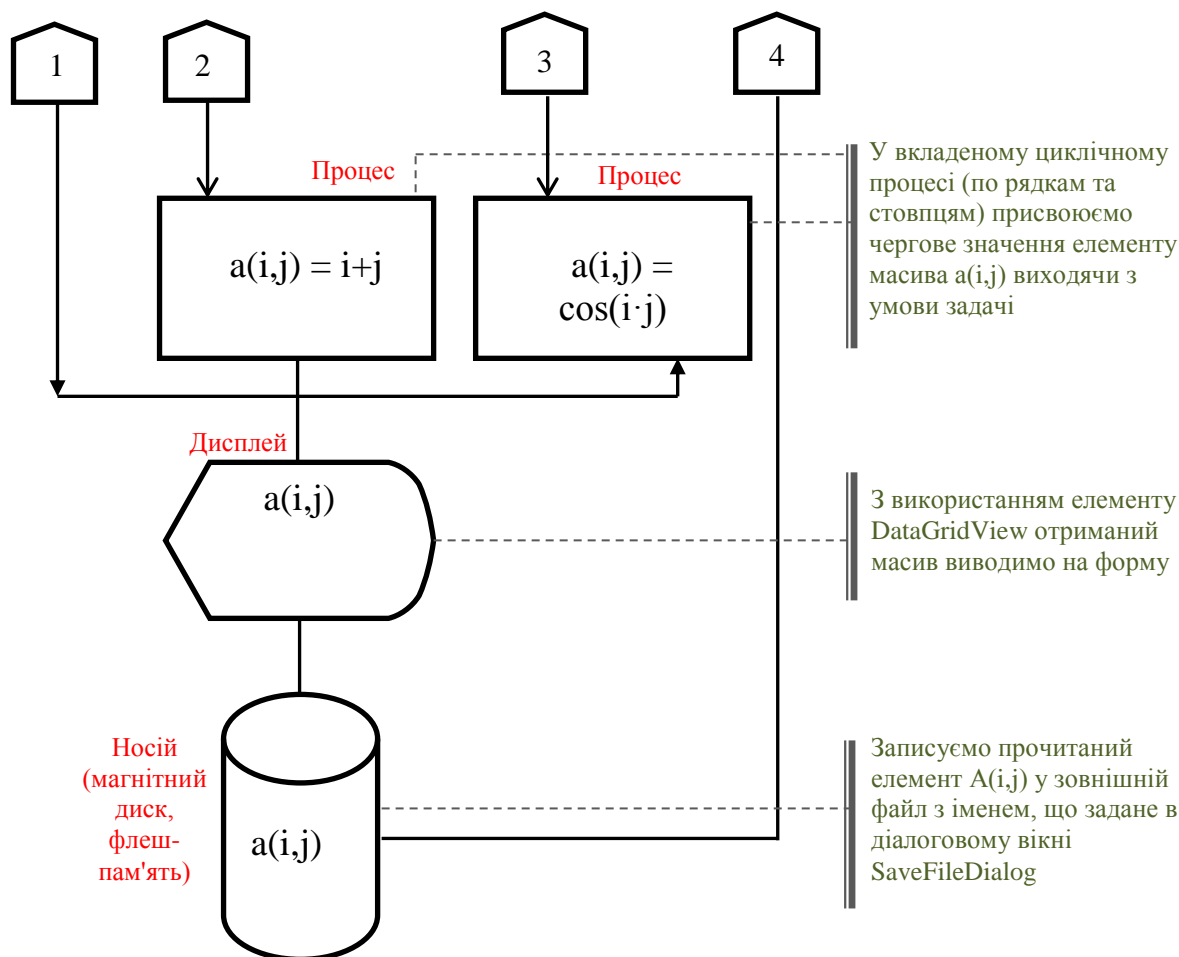 1
2
3
4
Процес
Процес
a(i,j) = i+j
a(i,j) =
cos(i·j)
У вкладеному циклічному
процесі (по рядкам та
стовпцям) присвоюємо
чергове значення елементу
масива a(i,j) виходячи з
умови задачі
Дисплей
a(i,j)
З використанням елементу
DataGridView отриманий
масив виводимо на форму
Носій
(магнітний
диск,
флеш-
пам'ять)
a(i,j)
Записуємо прочитаний
елемент A(i,j) у зовнішній
файл з іменем, що задане в
діалоговому вікні
SaveFileDialog